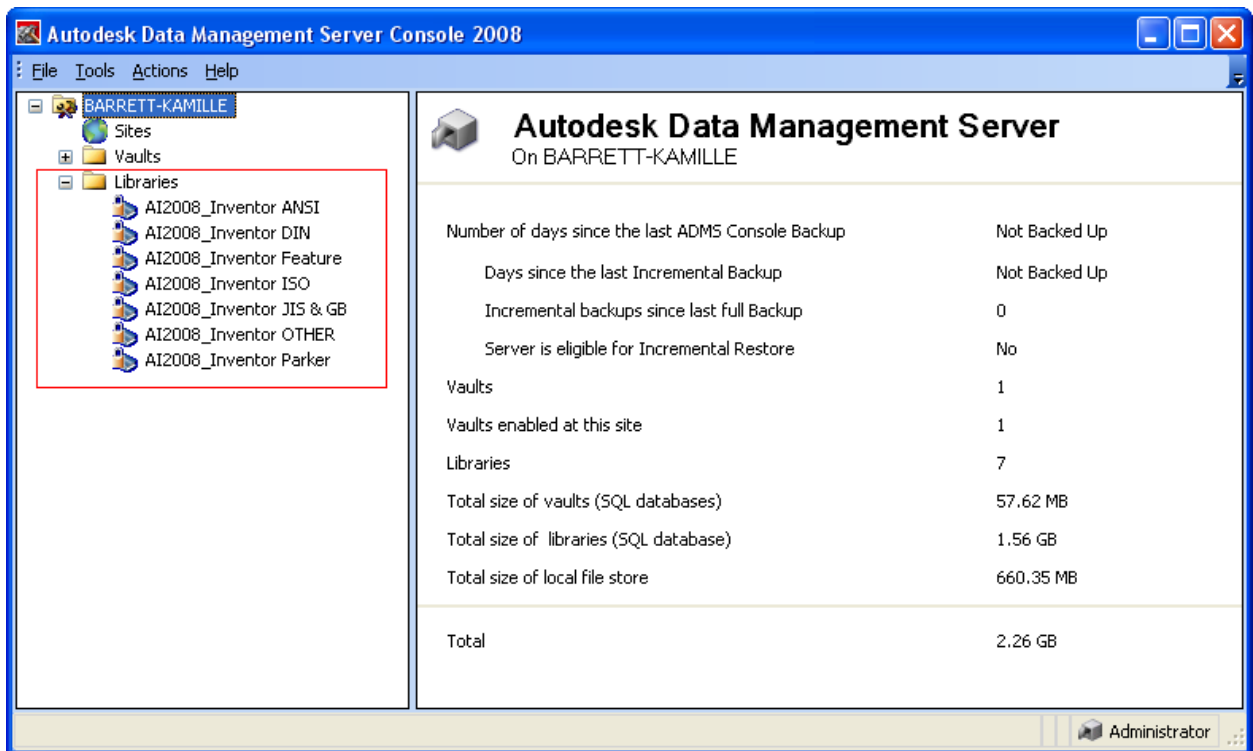 Autodesk Data Management Server Console 2008
File Tools Actions Help
BARRETT-KAMILLE
Sites
Vaults
Libraries
AI2008_Inventor ANSI
AI2008_Inventor DIN
AI2008_Inventor Feature
AI2008_Inventor ISO
AI2008_Inventor JIS & GB
AI2008_Inventor OTHER
AI2008_Inventor Parker
Autodesk Data Management Server
On BARRETT-KAMILLE
Number of days since the last ADMS Console Backup Not Backed Up
Days since the last Incremental Backup Not Backed Up
Incremental backups since last full Backup 0
Server is eligible for Incremental Restore No
Vaults 1
Vaults enabled at this site 1
Libraries 7
Total size of vaults (SQL databases) 57.62 MB
Total size of libraries (SQL database) 1.56 GB
Total size of local file store 660.35 MB
Total 2.26 GB
Administrator